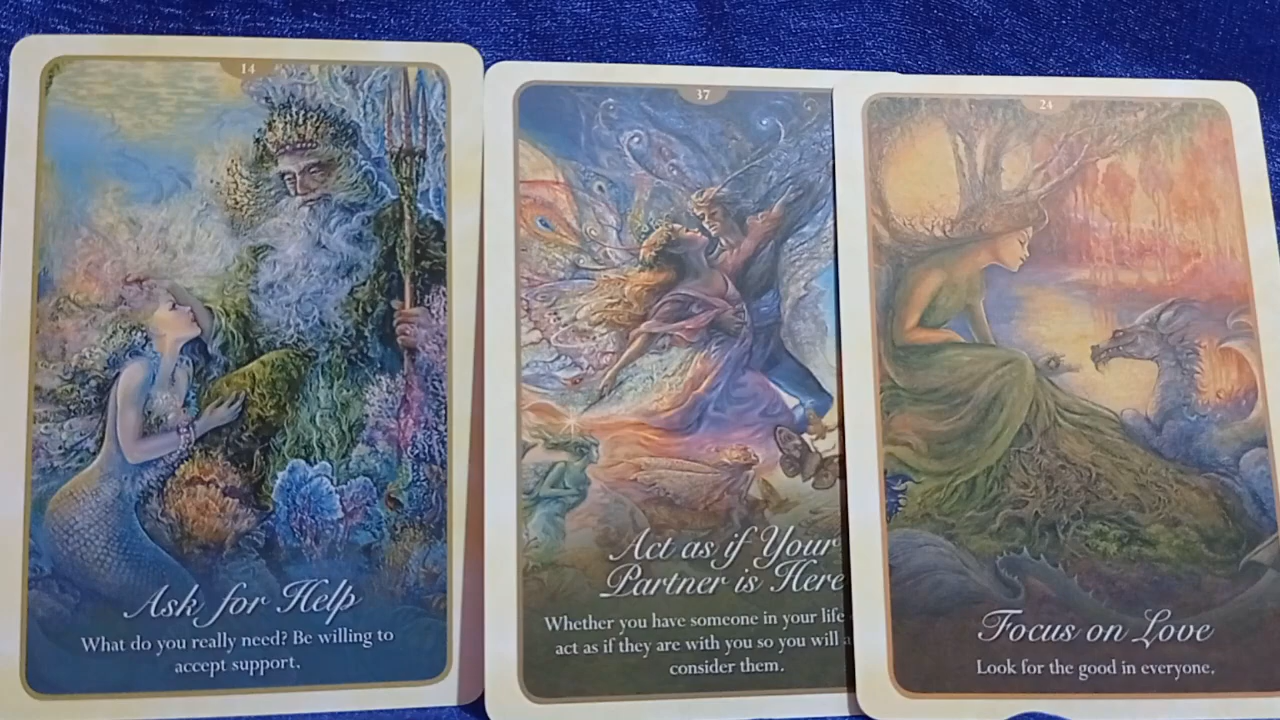 14
Ask for Help
What do you really need? Be willing to
accept support.
37
Act as if Your
Partner is Here
Whether you have someone in your life
act as if they are with you so you will
consider them.
24
Focus on Love
Look for the good in everyone.